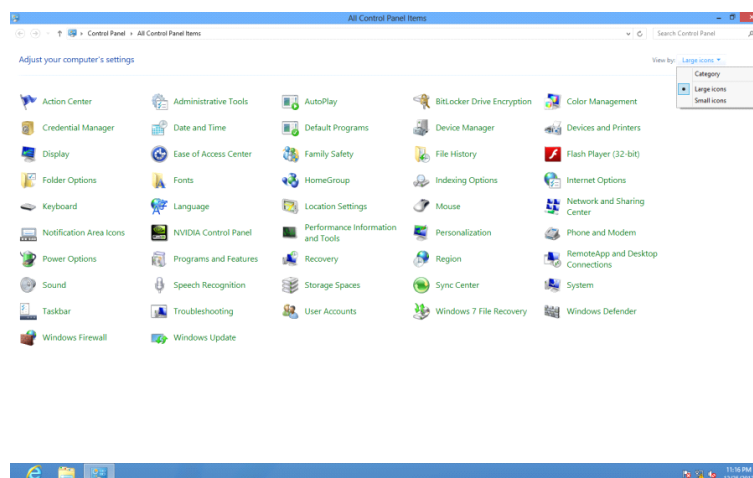 All Control Panel Items
Control Panel All Control Panel Items Search Control Panel
Adjust your computer's settings
View by: Large icons
Category
Large icons
Small icons
Action Center Administrative Tools AutoPlay BitLocker Drive Encryption Color Management
Credential Manager Date and Time Default Programs Device Manager Devices and Printers
Display Ease of Access Center Family Safety File History Flash Player (32-bit)
Folder Options Fonts HomeGroup Indexing Options Internet Options
Keyboard Language Location Settings Mouse Network and Sharing
Center
Notification Area Icons NVIDIA Control Panel Performance Information
and Tools Personalization Phone and Modem
Power Options Programs and Features Recovery Region RemoteApp and Desktop
Connections
Sound Speech Recognition Storage Spaces Sync Center System
Taskbar Troubleshooting User Accounts Windows 7 File Recovery Windows Defender
Windows Firewall Windows Update
11:16 PM